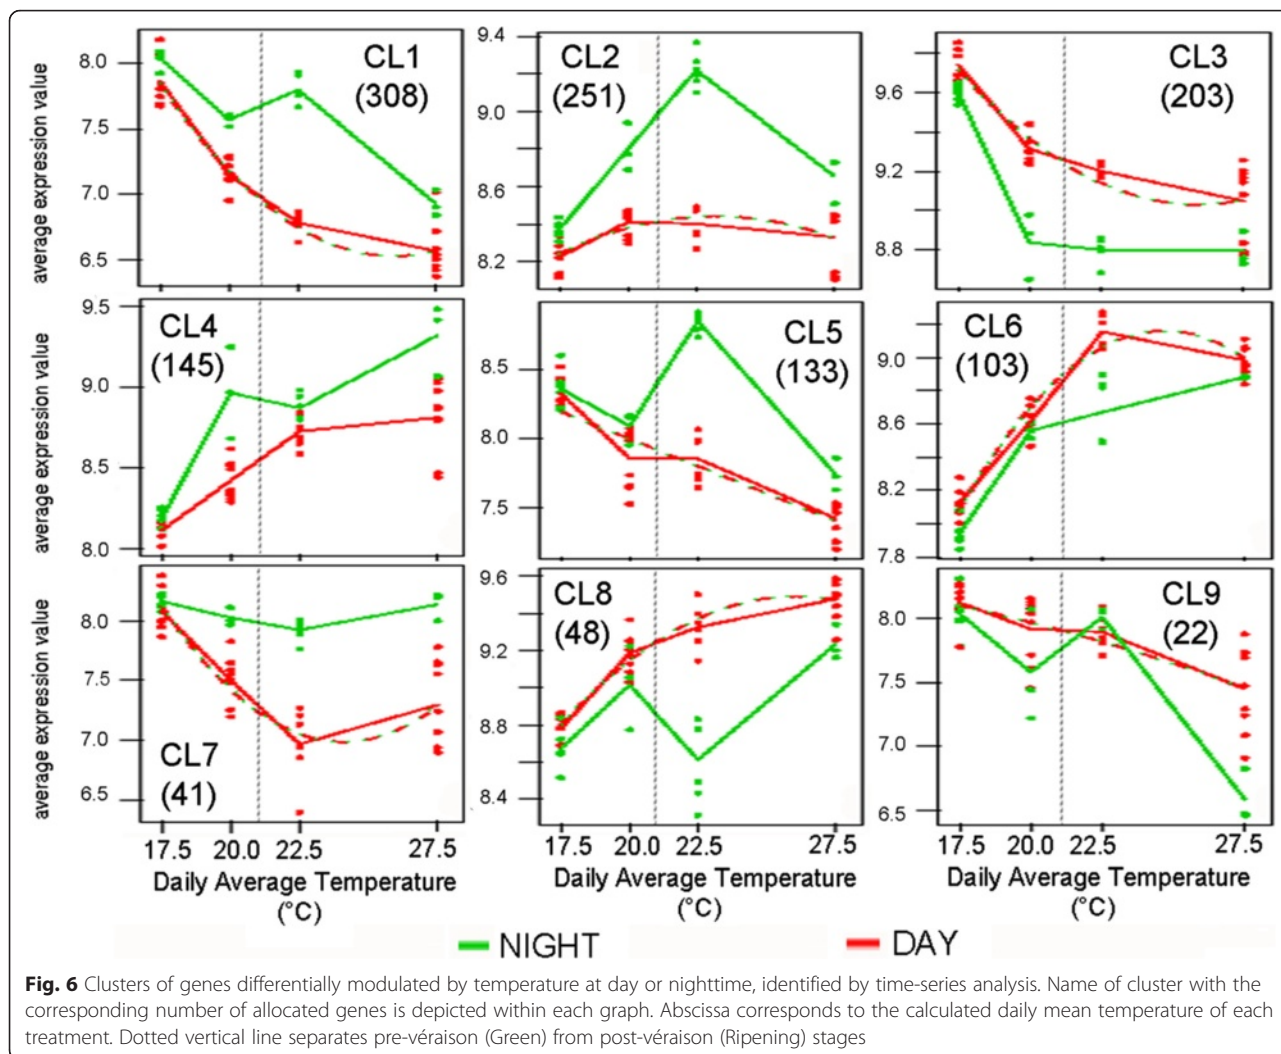 CL1
(308)
8.0
7.5
7.0
6.5
average expression value
CL2
(251)
9.4
9.0
8.6
8.2
CL3
(203)
9.6
9.2
8.8
CL4
(145)
9.5
9.0
8.5
8.0
average expression value
CL5
(133)
8.5
8.0
7.5
CL6
(103)
9.0
8.6
8.2
7.8
CL7
(41)
8.0
7.5
7.0
6.5
average expression value
CL8
(48)
9.6
9.2
8.8
8.4
CL9
(22)
8.0
7.5
7.0
6.5
17.5 20.0 22.5 27.5
Daily Average Temperature
(°C)
17.5 20.0 22.5 27.5
Daily Average Temperature
(°C)
17.5 20.0 22.5 27.5
Daily Average Temperature
(°C)
NIGHT
DAY
Fig. 6 Clusters of genes differentially modulated by temperature at day or nighttime, identified by time-series analysis. Name of cluster with the
corresponding number of allocated genes is depicted within each graph. Abscissa corresponds to the calculated daily mean temperature of each
treatment. Dotted vertical line separates pre-véraison (Green) from post-véraison (Ripening) stages